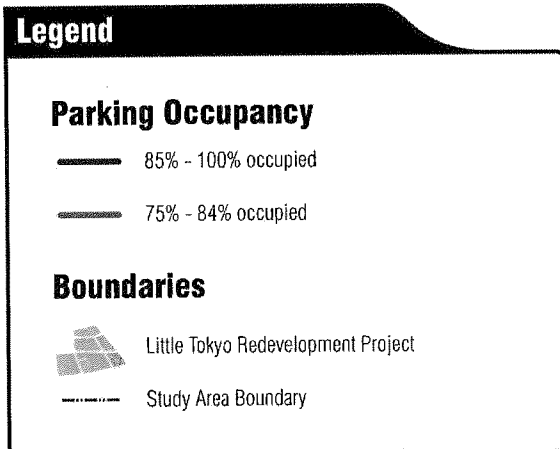 Legend
Parking Occupancy
85% - 100% occupied
75% - 84% occupied
Boundaries
Little Tokyo Redevelopment Project
Study Area Boundary